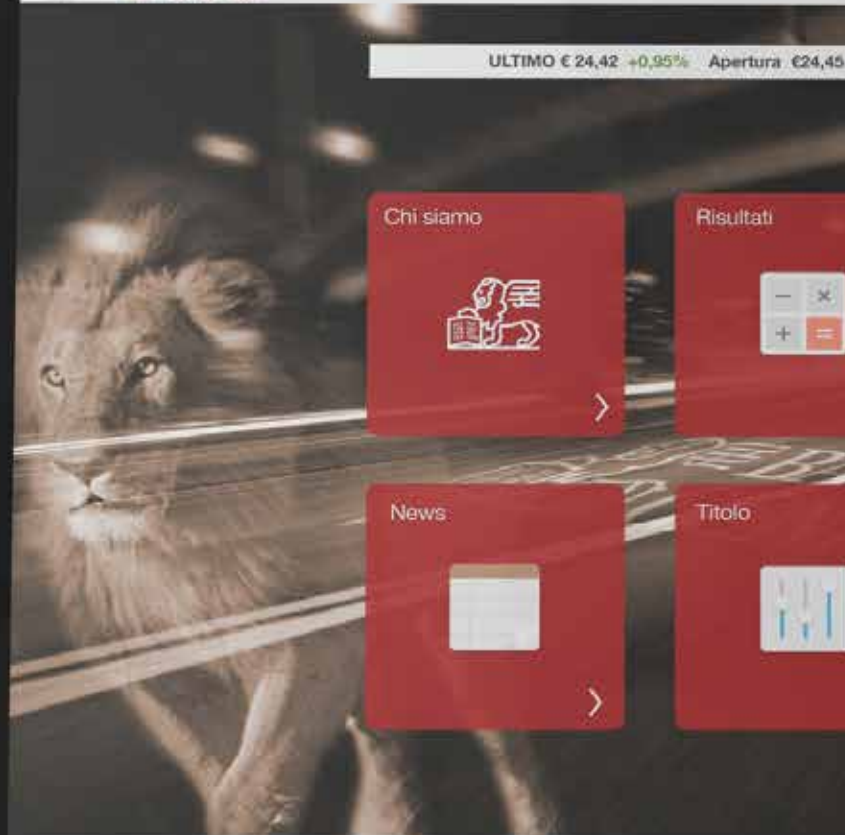 ULTIMO € 24,42 +0,95% Apertura €24,45
Chi siamo
Risultati
News
Titolo